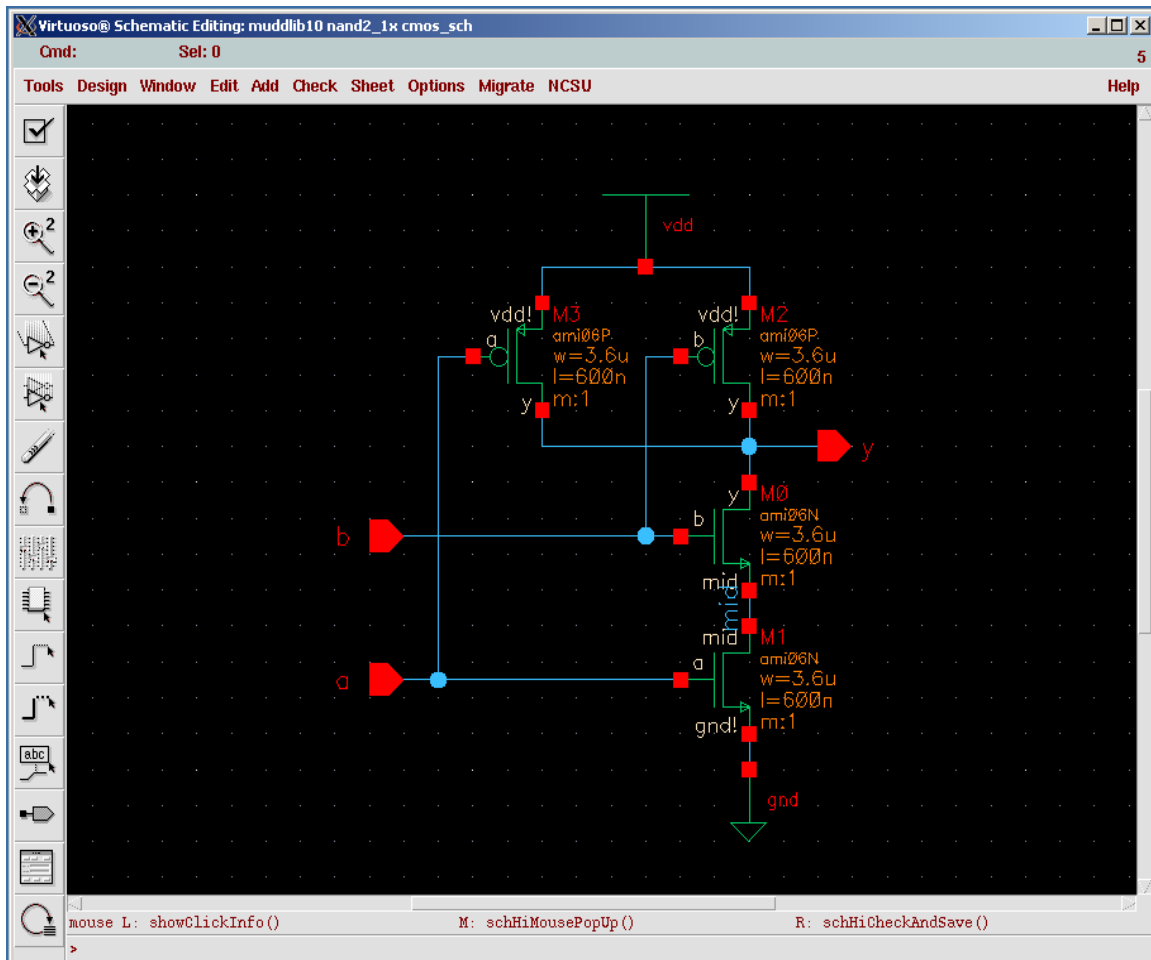 Virtuoso® Schematic Editing: muddlib10 nand2_1x cmos_sch
Cmd: Sel: 0
5
Tools Design Window Edit Add Check Sheet Options Migrate NCSU Help
2
2
abc
vdd
vdd! M3
a ami06P
w=3.6u
l=600n
y m:1
vdd! M2
b ami06P
w=3.6u
l=600n
y m:1
y
y M0
b ami06N
w=3.6u
l=600n
mid m:1
b
mid
mid M1
a ami06N
w=3.6u
l=600n
gnd! m:1
a
gnd
mouse L: showClickInfo() M: schHiMousePopUp() R: schHiCheckAndSave()
>